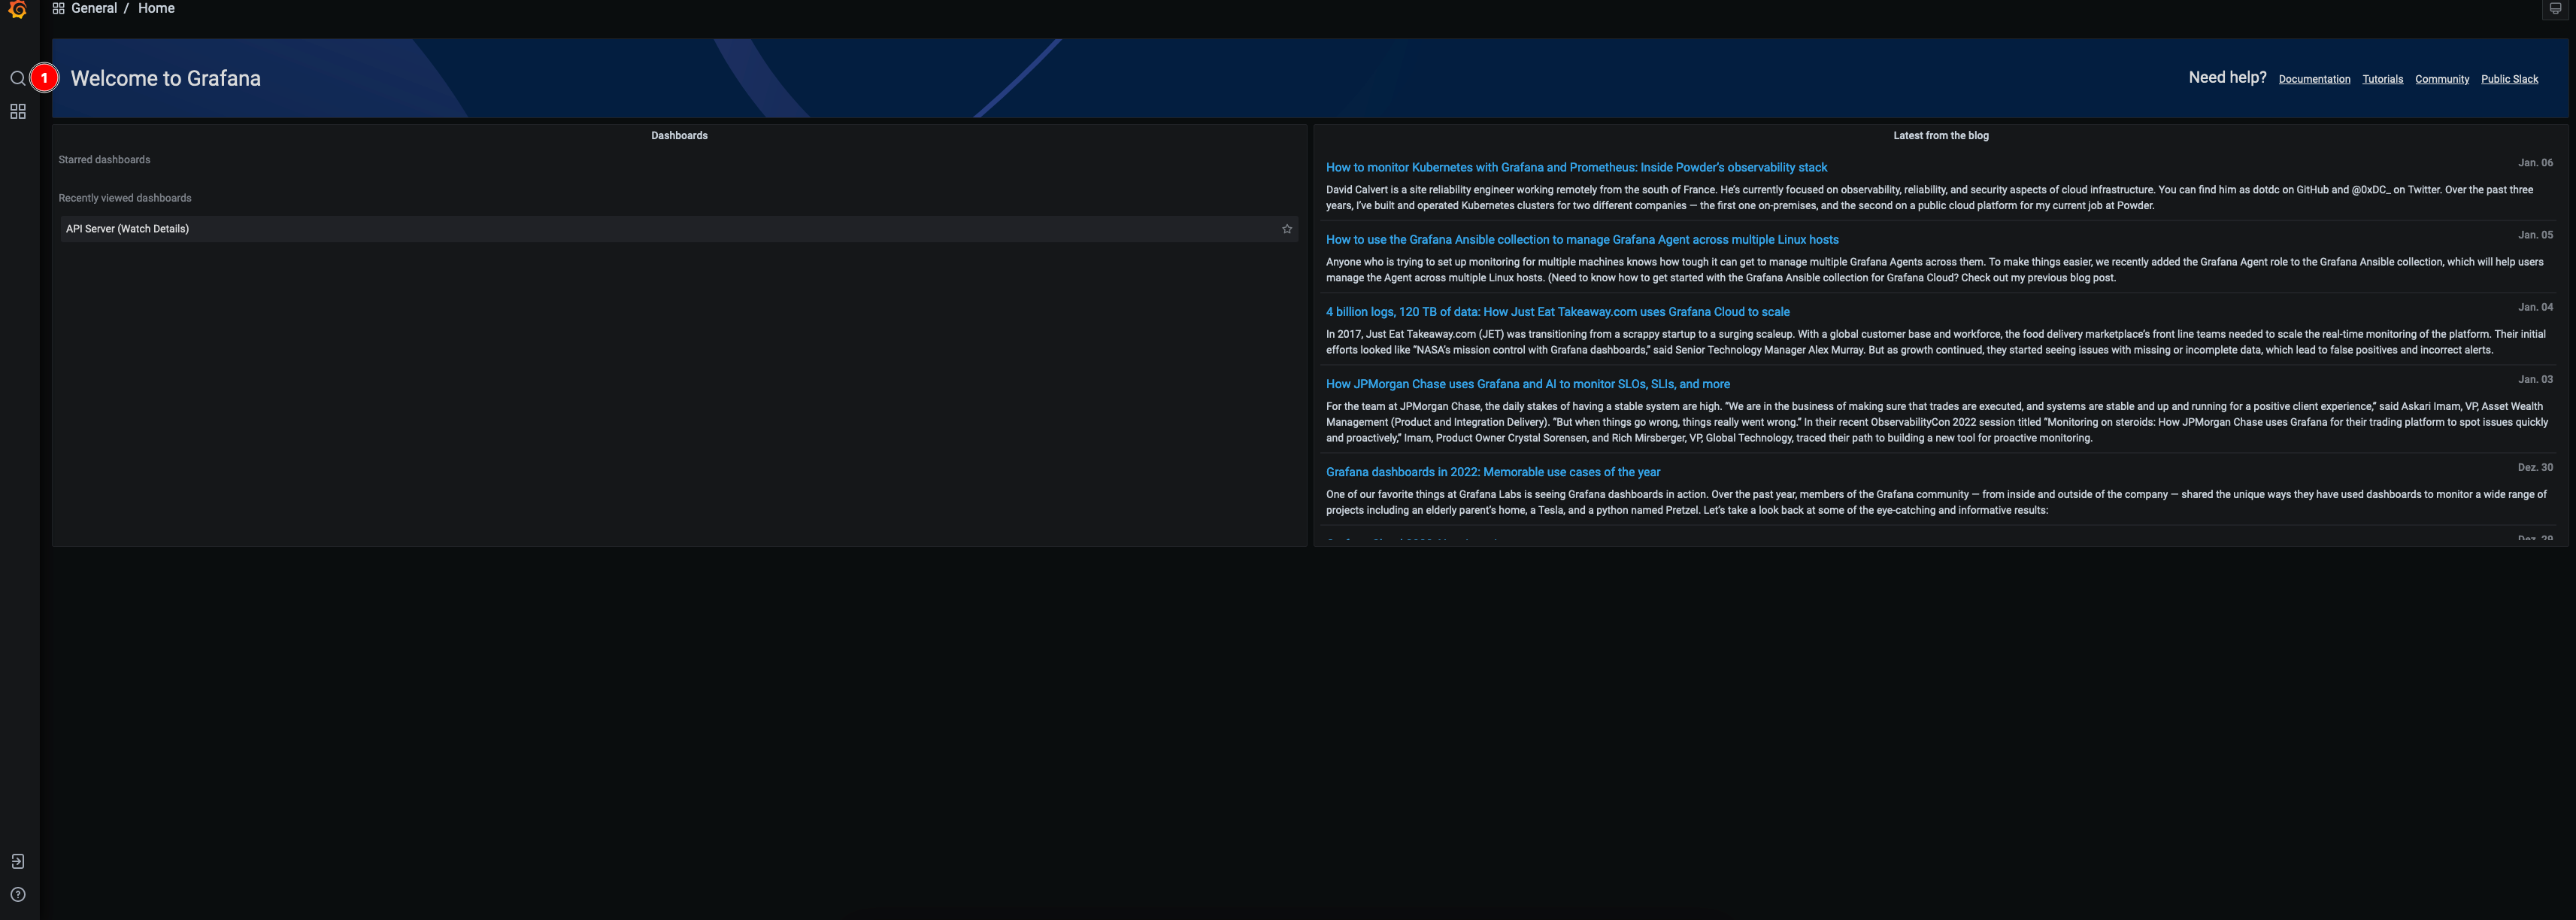 General / Home
1
Welcome to Grafana
Need help? Documentation Tutorials Community Public Slack
Dashboards
Starred dashboards
Recently viewed dashboards
API Server (Watch Details)
Latest from the blog
How to monitor Kubernetes with Grafana and Prometheus: Inside Powder's observability stack
Jan. 06
David Calvert is a site reliability engineer working remotely from the south of France. He's currently focused on observability, reliability, and security aspects of cloud infrastructure. You can find him as dotdc on GitHub and @0xDC_ on Twitter. Over the past three
years, I've built and operated Kubernetes clusters for two different companies — the first one on-premises, and the second on a public cloud platform for my current job at Powder.
How to use the Grafana Ansible collection to manage Grafana Agent across multiple Linux hosts
Jan. 05
Anyone who is trying to set up monitoring for multiple machines knows how tough it can get to manage multiple Grafana Agents across them. To make things easier, we recently added the Grafana Agent role to the Grafana Ansible collection, which will help users
manage the Agent across multiple Linux hosts. (Need to know how to get started with the Grafana Ansible collection for Grafana Cloud? Check out my previous blog post.
4 billion logs, 120 TB of data: How Just Eat Takeaway.com uses Grafana Cloud to scale
Jan. 04
In 2017, Just Eat Takeaway.com (JET) was transitioning from a scrappy startup to a surging scaleup. With a global customer base and workforce, the food delivery marketplace's front line teams needed to scale the real-time monitoring of the platform. Their initial
efforts looked like “NASA's mission control with Grafana dashboards,” said Senior Technology Manager Alex Murray. But as growth continued, they started seeing issues with missing or incomplete data, which lead to false positives and incorrect alerts.
How JPMorgan Chase uses Grafana and AI to monitor SLOs, SLIs, and more
Jan. 03
For the team at JPMorgan Chase, the daily stakes of having a stable system are high. “We are in the business of making sure that trades are executed, and systems are stable and up and running for a positive client experience,” said Askari Imam, VP, Asset Wealth
Management (Product and Integration Delivery). “But when things go wrong, things really went wrong.” In their recent ObservabilityCon 2022 session titled “Monitoring on steroids: How JPMorgan Chase uses Grafana for their trading platform to spot issues quickly
and proactively,” Imam, Product Owner Crystal Sorensen, and Rich Mirsberger, VP, Global Technology, traced their path to building a new tool for proactive monitoring.
Grafana dashboards in 2022: Memorable use cases of the year
Dez. 30
One of our favorite things at Grafana Labs is seeing Grafana dashboards in action. Over the past year, members of the Grafana community — from inside and outside of the company — shared the unique ways they have used dashboards to monitor a wide range of
projects including an elderly parent's home, a Tesla, and a python named Pretzel. Let's take a look back at some of the eye-catching and informative results:
Dez. 29